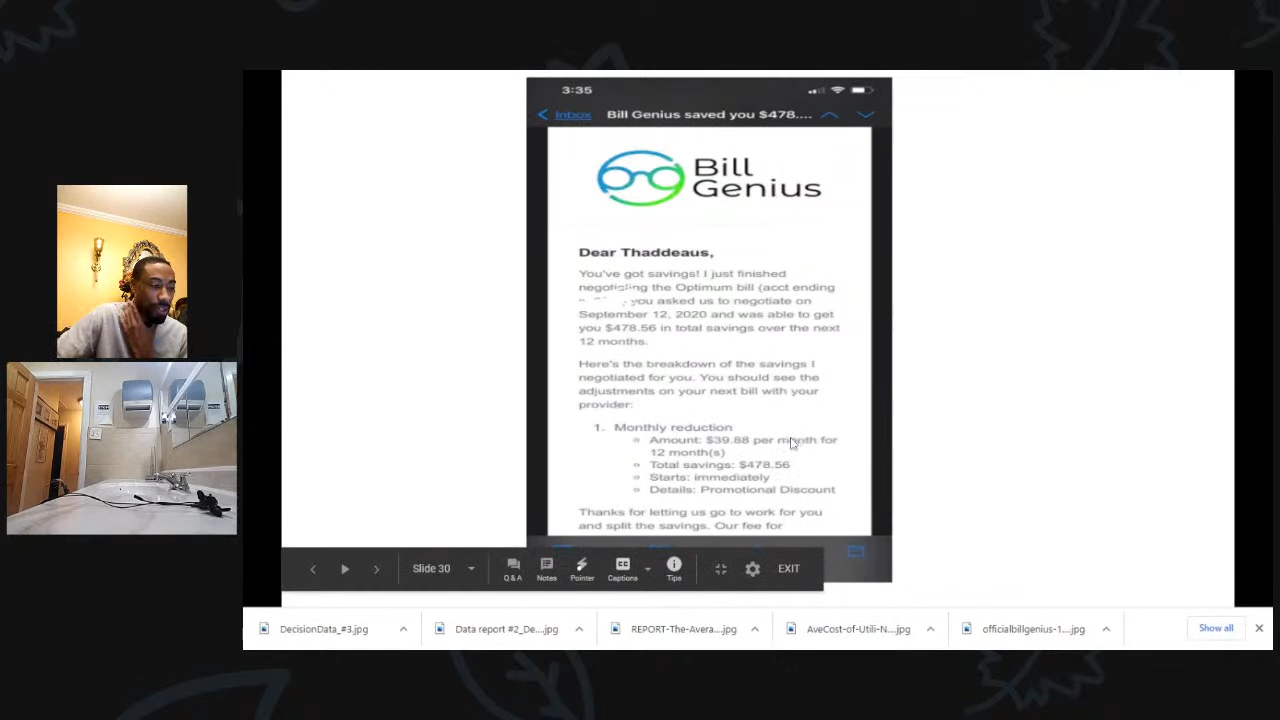 3:35
Inbox
Bill Genius saved you $478....
Bill
Genius
Dear Thaddeaus,
You've got savings! I just finished
negotiating the Optimum bill (acct ending
you asked us to negotiate on
September 12, 2020 and was able to get
you $478.56 in total savings over the next
12 months.
Here's the breakdown of the savings I
negotiated for you. You should see the
adjustments on your next bill with your
provider:
1. Monthly reduction
Amount: $39.88 per month for
12 month(s)
Total savings: $478.56
Starts: immediately
Details: Promotional Discount
Thanks for letting us go to work for you
and split the savings. Our fee for
Slide 30
Q & A
Notes
Pointer
CC
Captions
Tips
EXIT
DecisionData_#3.jpg
Data report #2_De....jpg
REPORT-The-Avera....jpg
AveCost-of-Utili-N....jpg
officialbillgenius-1....jpg
Show all